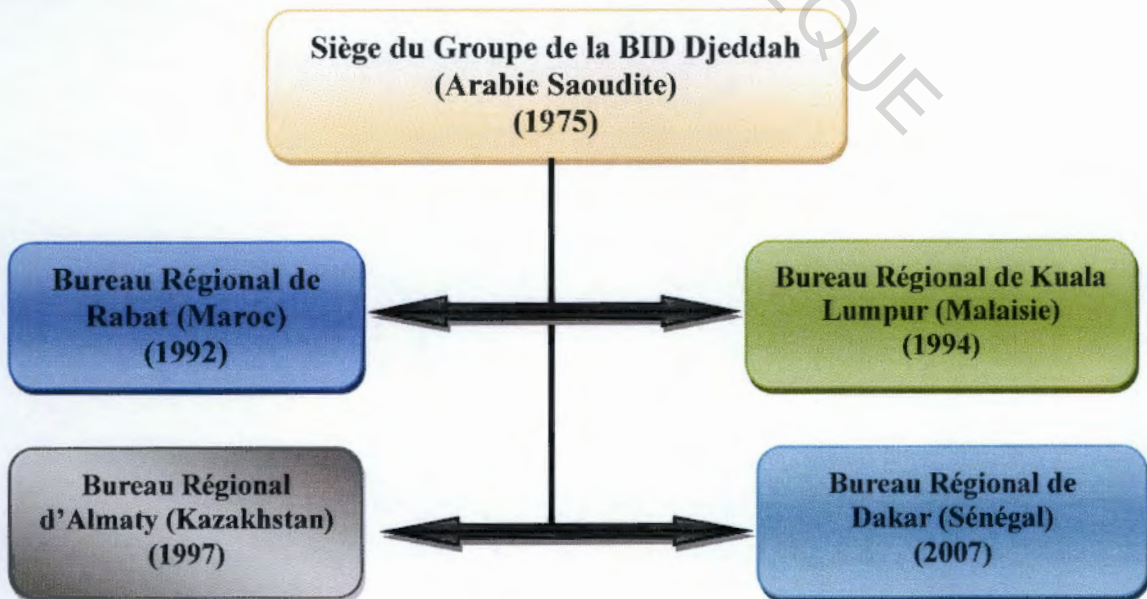 Siège du Groupe de la BID Djeddah
(Arabie Saoudite)
(1975)
Bureau Régional de
Rabat (Maroc)
(1992)
Bureau Régional de Kuala
Lumpur (Malaisie)
(1994)
Bureau Régional
d'Almaty (Kazakhstan)
(1997)
Bureau Régional de
Dakar (Sénégal)
(2007)